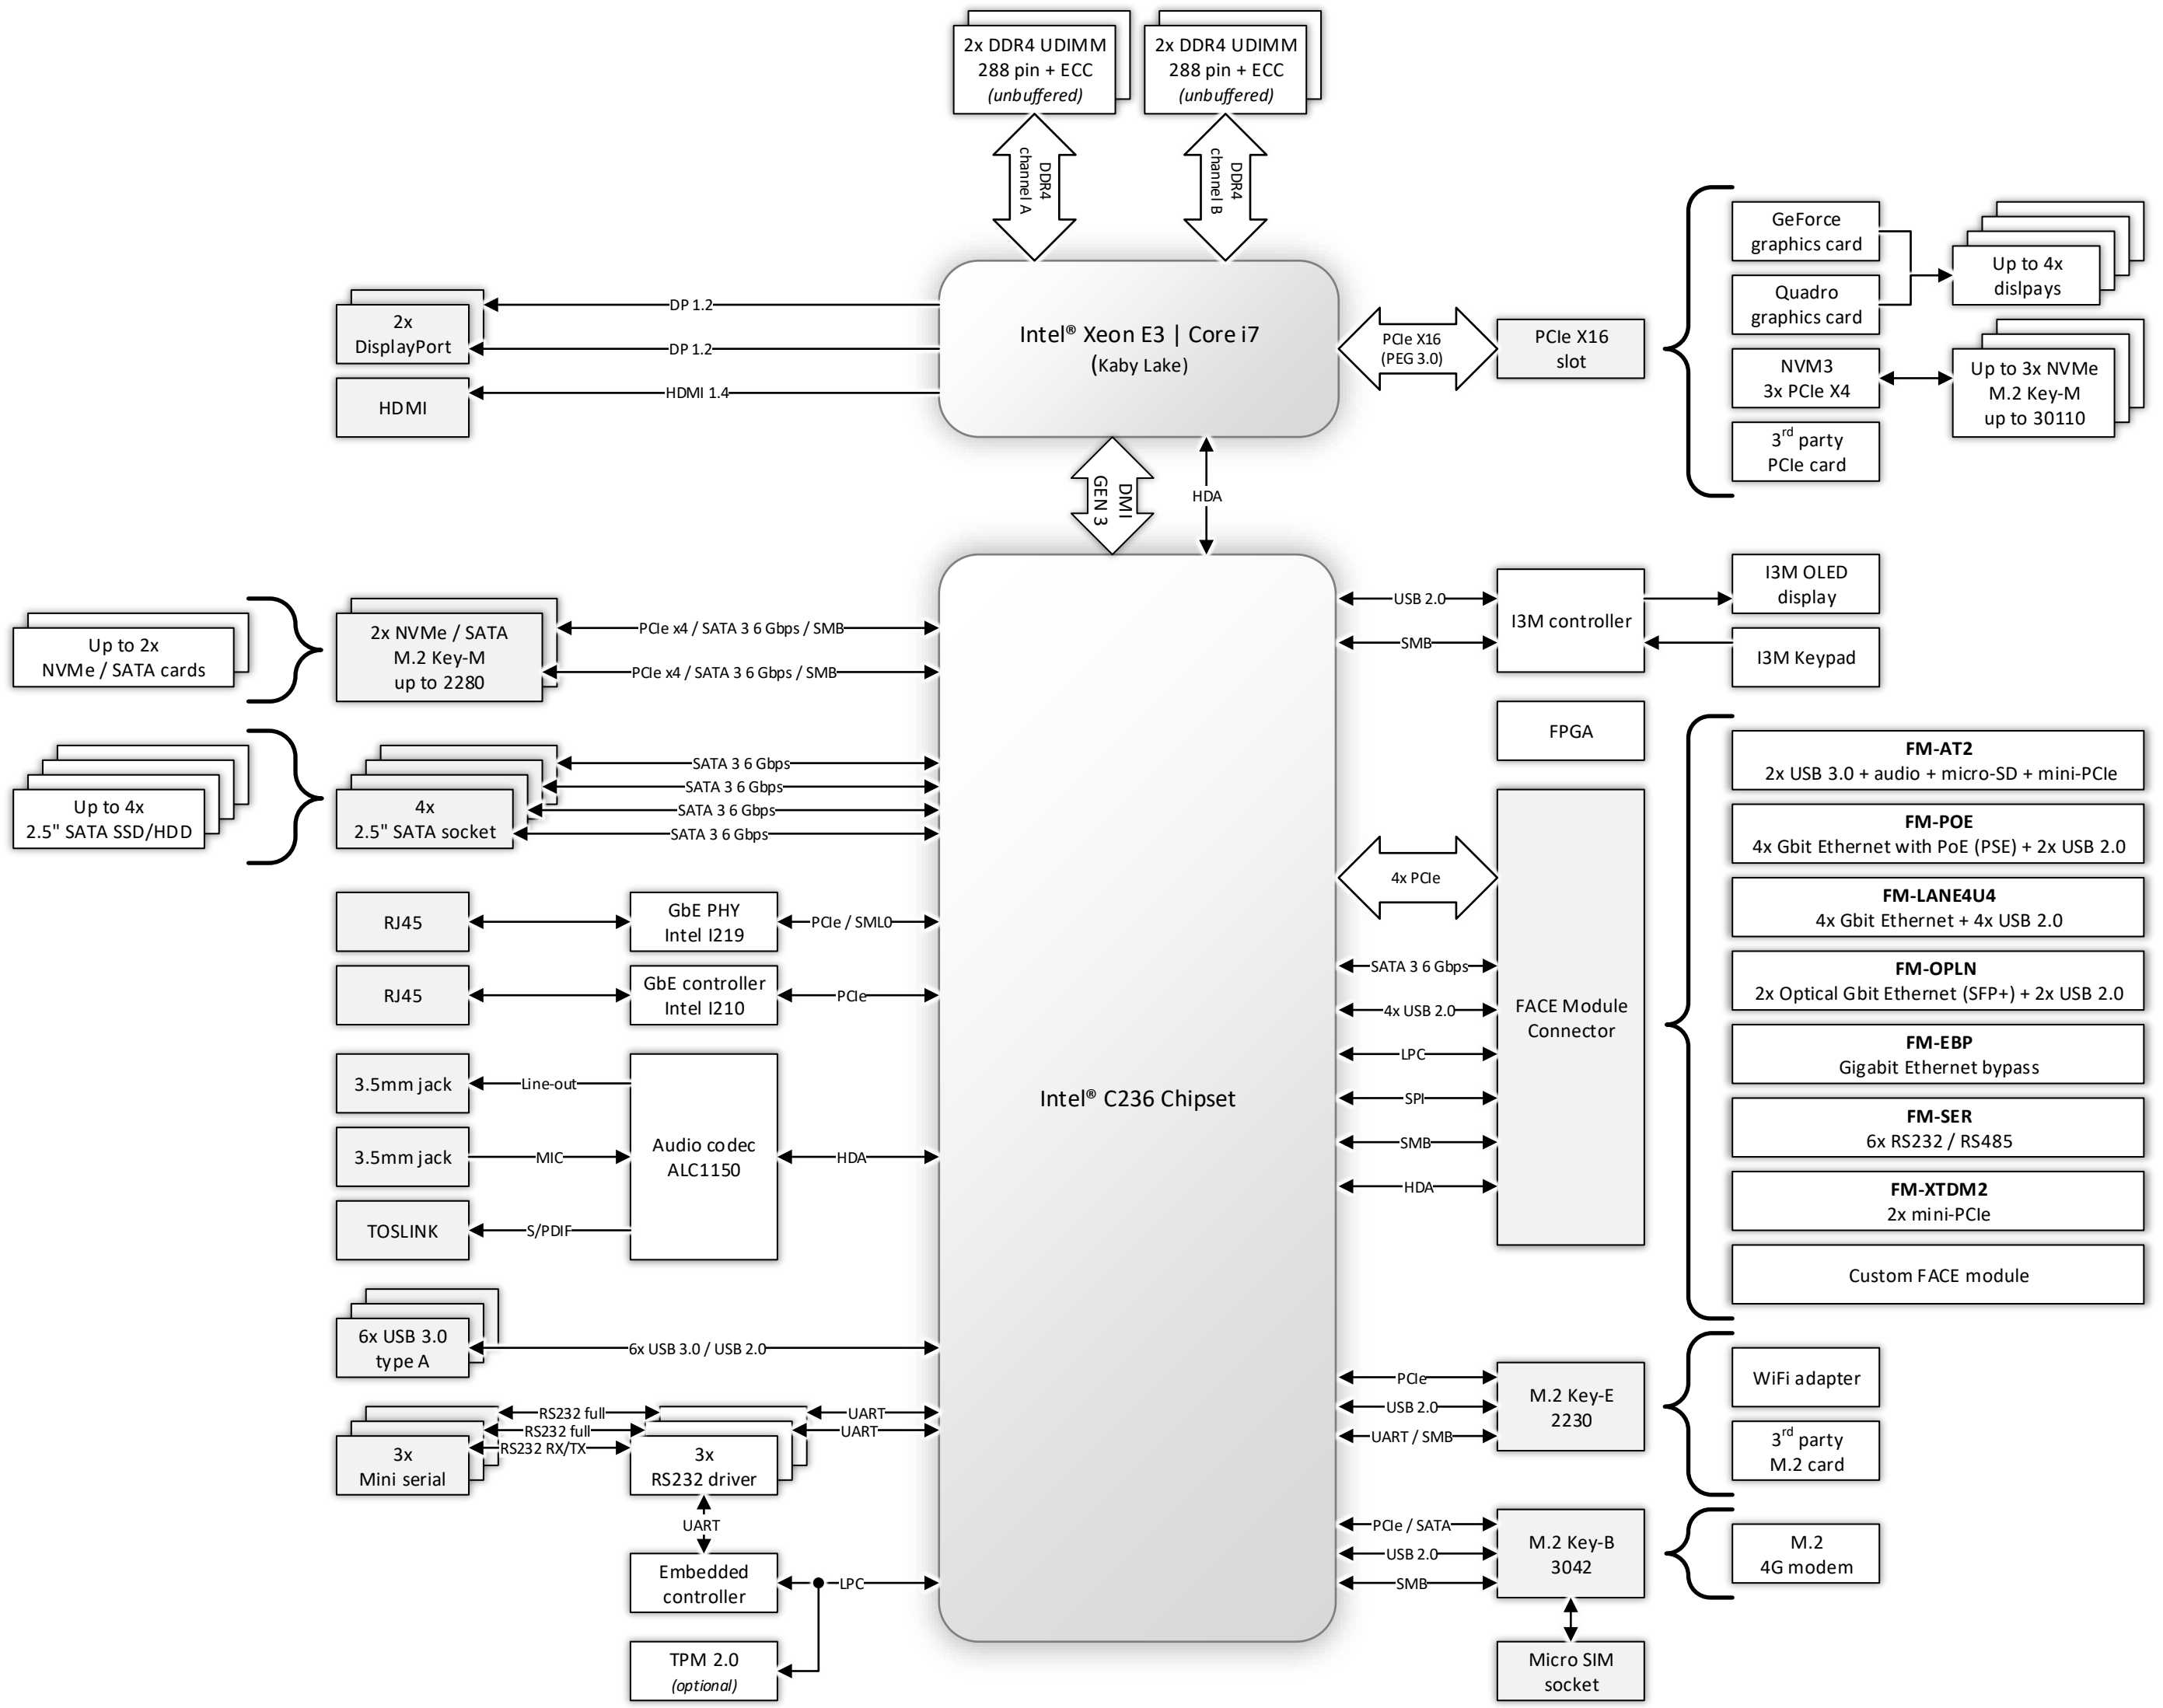 2x DDR4 UDIMM
288 pin + ECC
(unbuffered)
2x DDR4 UDIMM
288 pin + ECC
(unbuffered)
DDR4
channel A
DDR4
channel B
2x
DisplayPort
HDMI
DP 1.2
DP 1.2
HDMI 1.4
Intel® Xeon E3 | Core i7
(Kaby Lake)
PCIe X16
(PEG 3.0)
PCIe X16
slot
GeForce
graphics card
Quadro
graphics card
Up to 4x
dislpays
NVM3
3x PCIe X4
Up to 3x NVMe
M.2 Key-M
up to 30110
3rd party
PCIe card
DMI
GEN 3
HDA
Up to 2x
NVMe / SATA cards
2x NVMe / SATA
M.2 Key-M
up to 2280
PCIe x4 / SATA 3 6 Gbps / SMB
PCIe x4 / SATA 3 6 Gbps / SMB
Up to 4x
2.5" SATA SSD/HDD
4x
2.5" SATA socket
SATA 3 6 Gbps
SATA 3 6 Gbps
SATA 3 6 Gbps
SATA 3 6 Gbps
RJ45
GbE PHY
Intel I219
PCIe / SML0
RJ45
GbE controller
Intel I210
PCIe
3.5mm jack
Line-out
3.5mm jack
MIC
TOSLINK
S/PDIF
Audio codec
ALC1150
HDA
6x USB 3.0
type A
6x USB 3.0 / USB 2.0
3x
Mini serial
RS232 full
RS232 full
RS232 RX/TX
3x
RS232 driver
UART
UART
UART
Embedded
controller
LPC
TPM 2.0
(optional)
Intel® C236 Chipset
USB 2.0
SMB
I3M controller
I3M OLED
display
I3M Keypad
FPGA
4x PCIe
SATA 3 6 Gbps
4x USB 2.0
LPC
SPI
SMB
HDA
FACE Module
Connector
FM-AT2
2x USB 3.0 + audio + micro-SD + mini-PCIe
FM-POE
4x Gbit Ethernet with PoE (PSE) + 2x USB 2.0
FM-LANE4U4
4x Gbit Ethernet + 4x USB 2.0
FM-OPLN
2x Optical Gbit Ethernet (SFP+) + 2x USB 2.0
FM-EBP
Gigabit Ethernet bypass
FM-SER
6x RS232 / RS485
FM-XTDM2
2x mini-PCIe
Custom FACE module
PCIe
USB 2.0
UART / SMB
M.2 Key-E
2230
WiFi adapter
3rd party
M.2 card
PCIe / SATA
USB 2.0
SMB
M.2 Key-B
3042
M.2
4G modem
Micro SIM
socket